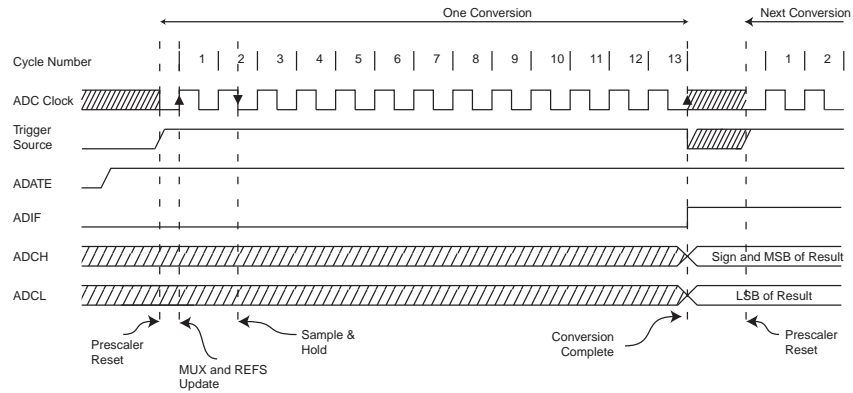 One Conversion
Next Conversion
Cycle Number
1 2 3 4 5 6 7 8 9 10 11 12 13 1 2
ADC Clock
Trigger
Source
ADATE
ADIF
ADCH
Sign and MSB of Result
ADCL
LSB of Result
Prescaler
Reset
MUX and REFS
Update
Sample &
Hold
Conversion
Complete
Prescaler
Reset